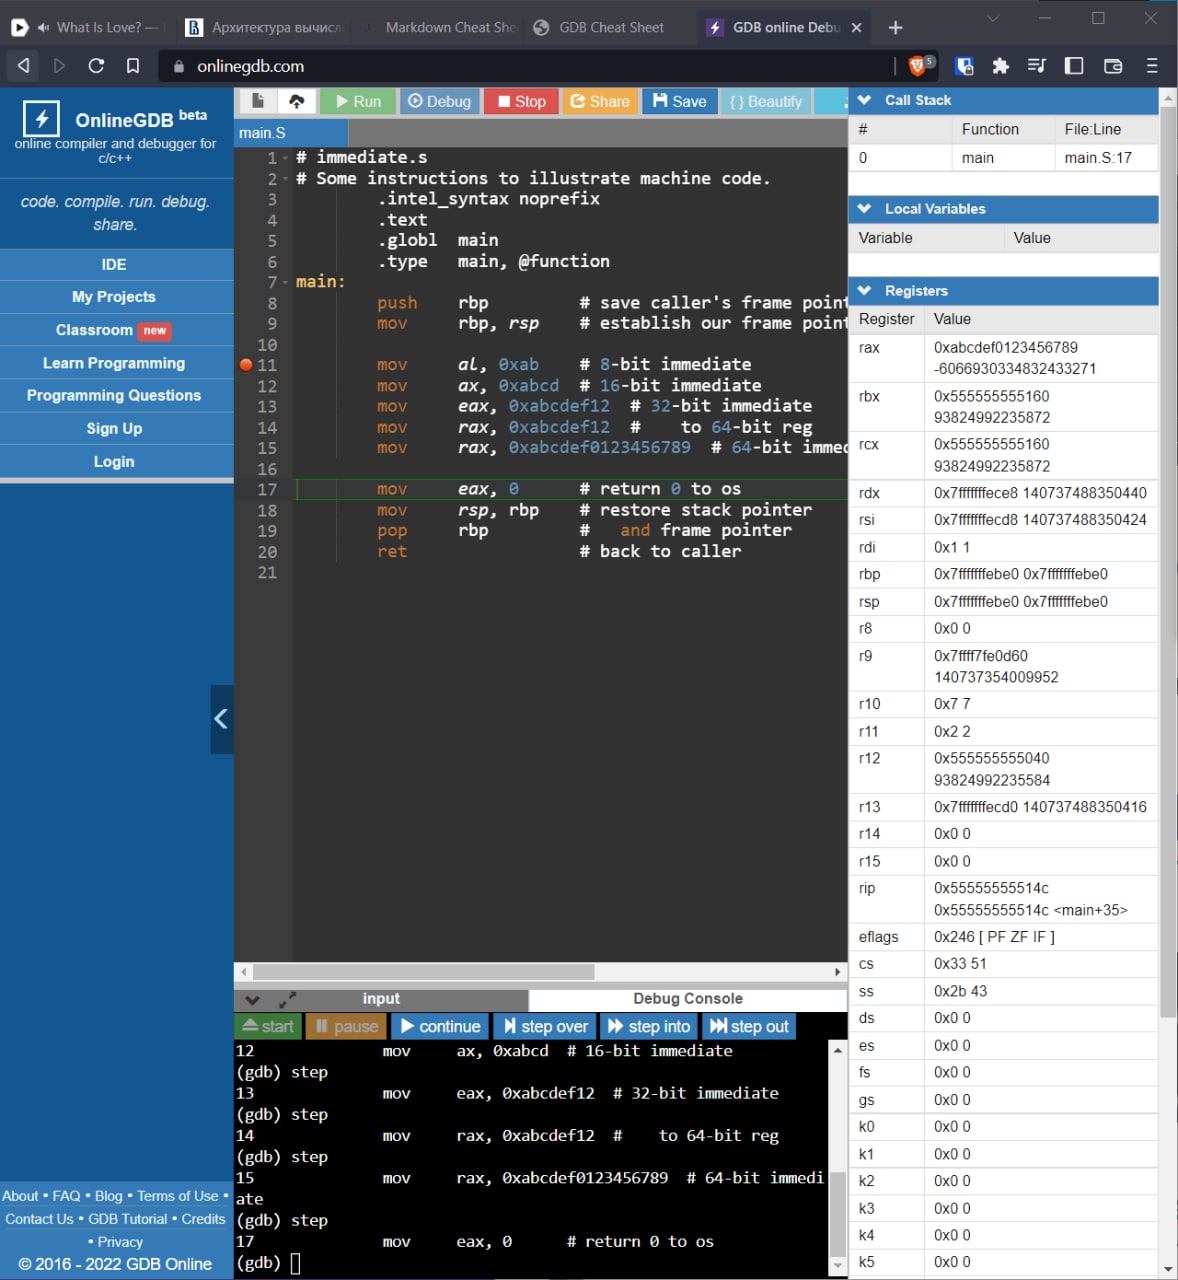 What Is Love? —
Архитектура вычисл
Markdown Cheat She
GDB Cheat Sheet
GDB online Debu
onlinegdb.com
5
OnlineGDB beta
online compiler and debugger for
c/c++
code. compile. run. debug.
share.
IDE
My Projects
Classroom new
Learn Programming
Programming Questions
Sign Up
Login
About • FAQ • Blog • Terms of Use •
Contact Us • GDB Tutorial • Credits
• Privacy
© 2016 - 2022 GDB Online
Run Debug Stop Share Save { } Beautify
main.S
1 # immediate.s
2 # Some instructions to illustrate machine code.
3 .intel_syntax noprefix
4 .text
5 .globl main
6 .type main, @function
7 main:
8 push rbp # save caller's frame point
9 mov rbp, rsp # establish our frame point
10
11 mov al, 0xab # 8-bit immediate
12 mov ax, 0xabcd # 16-bit immediate
13 mov eax, 0xabcdef12 # 32-bit immediate
14 mov rax, 0xabcdef12 # to 64-bit reg
15 mov rax, 0xabcdef0123456789 # 64-bit immed
16
17 mov eax, 0 # return 0 to os
18 mov rsp, rbp # restore stack pointer
19 pop rbp # and frame pointer
20 ret # back to caller
21
input
Debug Console
start pause continue step over step into step out
12 mov ax, 0xabcd # 16-bit immediate
(gdb) step
13 mov eax, 0xabcdef12 # 32-bit immediate
(gdb) step
14 mov rax, 0xabcdef12 # to 64-bit reg
(gdb) step
15 mov rax, 0xabcdef0123456789 # 64-bit immedi
ate
(gdb) step
17 mov eax, 0 # return 0 to os
(gdb)
Call Stack
# Function File:Line
0 main main.S:17
Local Variables
Variable Value
Registers
Register Value
rax 0xabcdef0123456789
-6066930334832433271
rbx 0x555555555160
93824992235872
rcx 0x555555555160
93824992235872
rdx 0x7fffffffece8 140737488350440
rsi 0x7fffffffecd8 140737488350424
rdi 0x1 1
rbp 0x7fffffffebe0 0x7fffffffebe0
rsp 0x7fffffffebe0 0x7fffffffebe0
r8 0x0 0
r9 0x7ffff7fe0d60
140737354009952
r10 0x7 7
r11 0x2 2
r12 0x555555555040
93824992235584
r13 0x7fffffffecd0 140737488350416
r14 0x0 0
r15 0x0 0
rip 0x55555555514c
0x55555555514c <main+35>
eflags 0x246 [ PF ZF IF ]
cs 0x33 51
ss 0x2b 43
ds 0x0 0
es 0x0 0
fs 0x0 0
gs 0x0 0
k0 0x0 0
k1 0x0 0
k2 0x0 0
k3 0x0 0
k4 0x0 0
k5 0x0 0